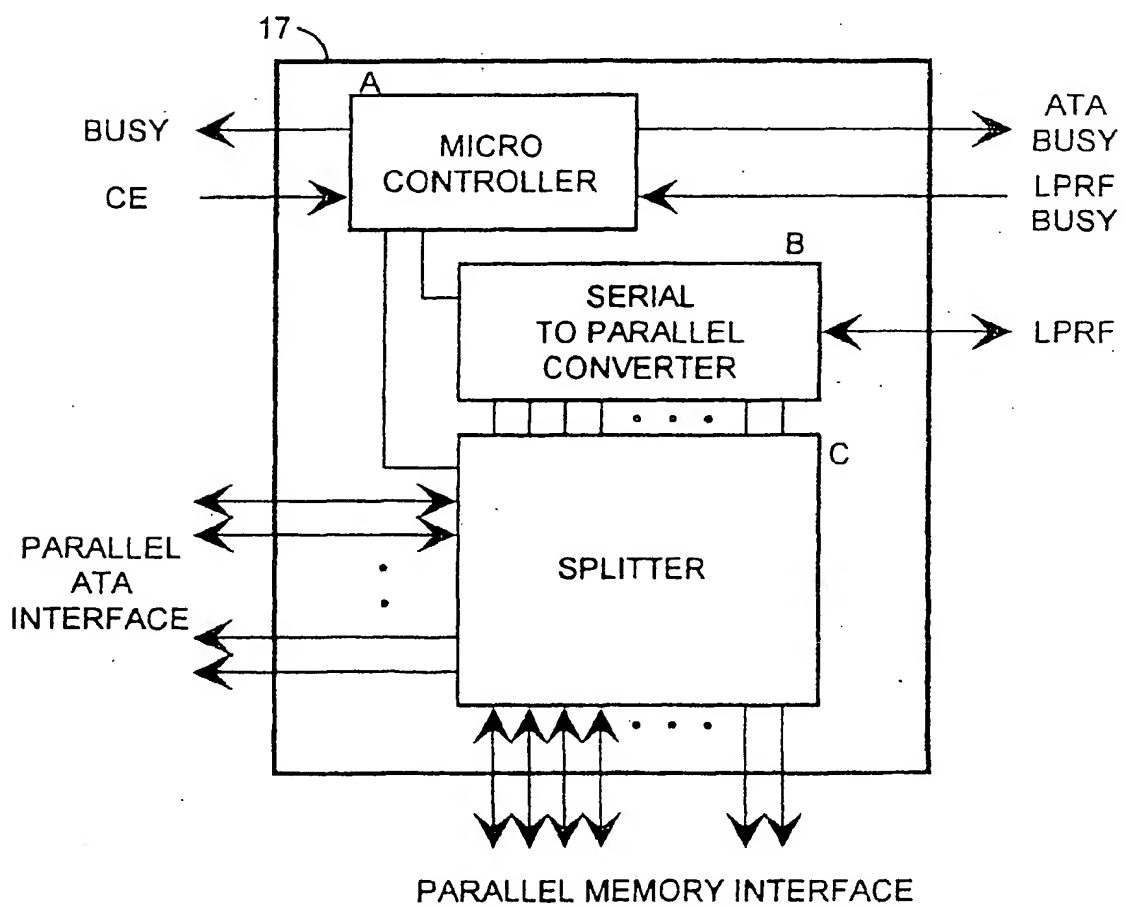 17
A
BUSY
MICRO
CONTROLLER
ATA
BUSY
CE
LPRF
BUSY
B
SERIAL
TO PARALLEL
CONVERTER
LPRF
C
SPLITTER
PARALLEL
ATA
INTERFACE
PARALLEL MEMORY INTERFACE